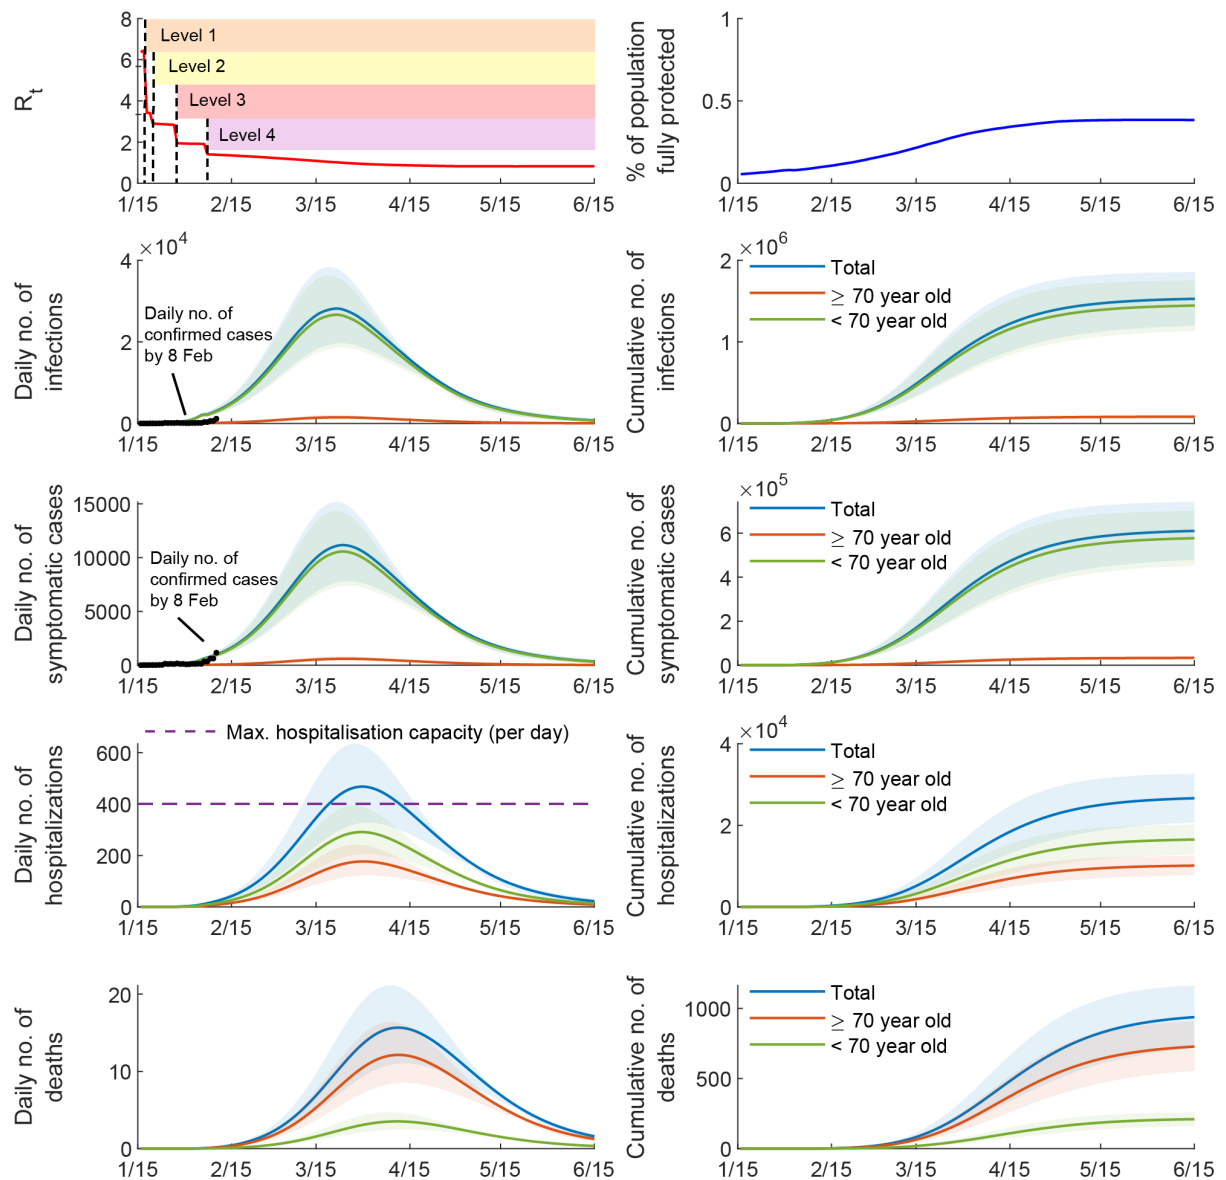 8
6
4
2
0
R_t
Level 1
Level 2
Level 3
Level 4
1/15 2/15 3/15 4/15 5/15 6/15
% of population
fully protected
1
0.5
0
1/15 2/15 3/15 4/15 5/15 6/15
Daily no. of
infections
×10^4
4
2
0
Daily no. of
confirmed cases
by 8 Feb
1/15 2/15 3/15 4/15 5/15 6/15
Cumulative no. of
infections
×10^6
2
1
0
Total
≥ 70 year old
< 70 year old
1/15 2/15 3/15 4/15 5/15 6/15
Daily no. of
symptomatic cases
15000
10000
5000
0
Daily no. of
confirmed cases
by 8 Feb
1/15 2/15 3/15 4/15 5/15 6/15
Cumulative no. of
symptomatic cases
×10^5
6
4
2
0
Total
≥ 70 year old
< 70 year old
1/15 2/15 3/15 4/15 5/15 6/15
Daily no. of
hospitalizations
Max. hospitalisation capacity (per day)
600
400
200
0
1/15 2/15 3/15 4/15 5/15 6/15
Cumulative no. of
hospitalizations
×10^4
4
2
0
Total
≥ 70 year old
< 70 year old
1/15 2/15 3/15 4/15 5/15 6/15
Daily no. of
deaths
20
10
0
1/15 2/15 3/15 4/15 5/15 6/15
Cumulative no. of
deaths
1000
500
0
Total
≥ 70 year old
< 70 year old
1/15 2/15 3/15 4/15 5/15 6/15